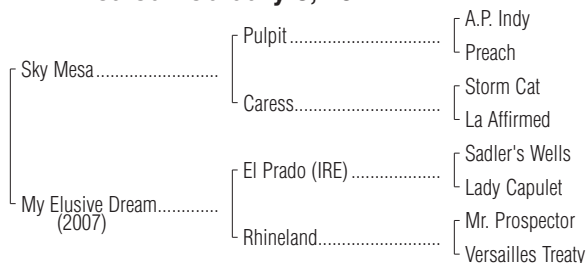 A.P. Indy
Pulpit
Preach
Sky Mesa
Storm Cat
Caress
La Affirmed
Sadler's Wells
El Prado (IRE)
Lady Capulet
My Elusive Dream
(2007)
Mr. Prospector
Rhineland
Versailles Treaty